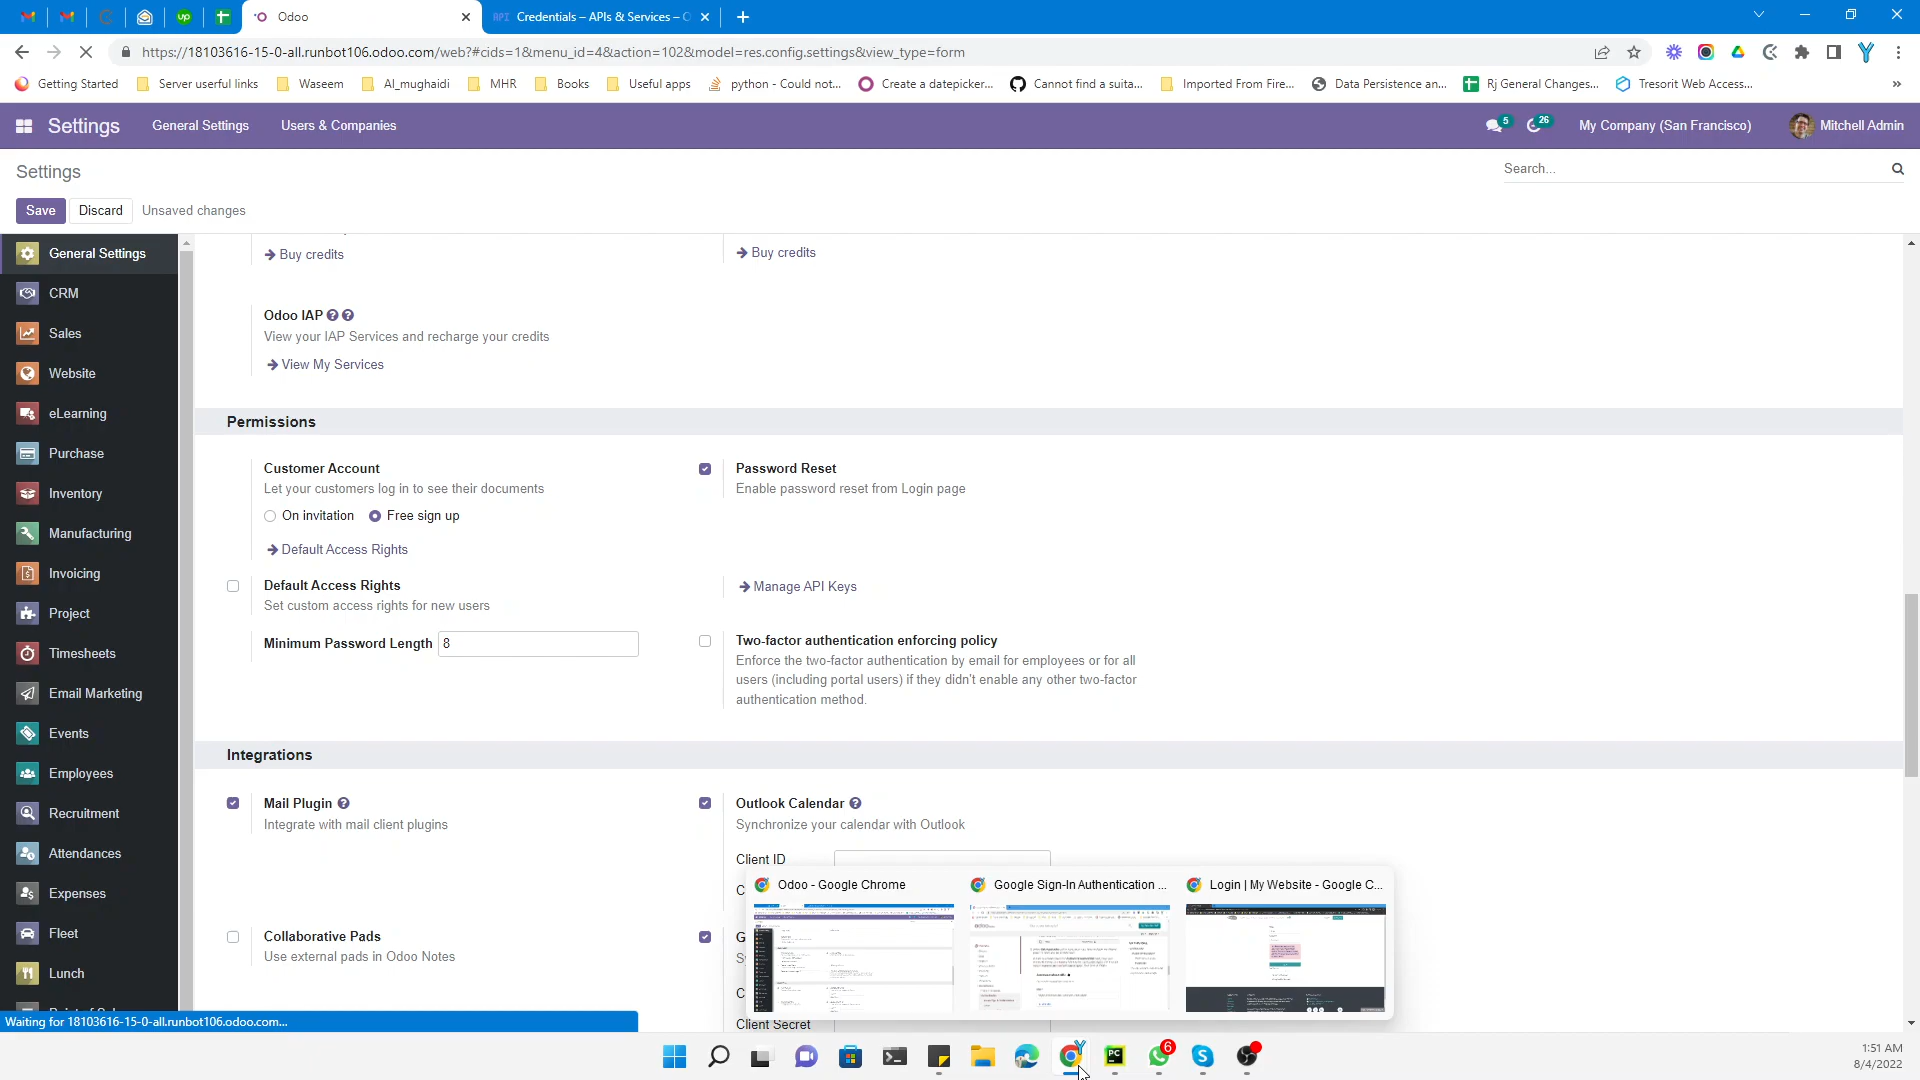 Odoo
Credentials – APIs & Services – G
https://18103616-15-0-all.runbot106.odoo.com/web?#cids=1&menu_id=4&action=102&model=res.config.settings&view_type=form
Getting Started
Server userful links
Waseem
Al_mughaidi
MHR
Books
Useful apps
python - Could not...
Create a datepicker...
Cannot find a suita...
Imported From Fire...
Data Persistence an...
Rj General Changes...
Tresorit Web Access...
Settings
General Settings
Users & Companies
5
26
My Company (San Francisco)
Mitchell Admin
Settings
Search...
Save
Discard
Unsaved changes
General Settings
CRM
Sales
Website
eLearning
Purchase
Inventory
Manufacturing
Invoicing
Project
Timesheets
Email Marketing
Events
Employees
Recruitment
Attendances
Expenses
Fleet
Lunch
Buy credits
Buy credits
Odoo IAP
View your IAP Services and recharge your credits
View My Services
Permissions
Customer Account
Let your customers log in to see their documents
On invitation
Free sign up
Default Access Rights
Password Reset
Enable password reset from Login page
Default Access Rights
Set custom access rights for new users
Manage API Keys
Minimum Password Length 8
Two-factor authentication enforcing policy
Enforce the two-factor authentication by email for employees or for all
users (including portal users) if they didn't enable any other two-factor
authentication method.
Integrations
Mail Plugin
Integrate with mail client plugins
Outlook Calendar
Synchronize your calendar with Outlook
Client ID
Collaborative Pads
Use external pads in Odoo Notes
Client Secret
Odoo - Google Chrome
Google Sign-In Authentication ...
Login | My Website - Google C...
Waiting for 18103616-15-0-all.runbot106.odoo.com...
6
1:51 AM
8/4/2022